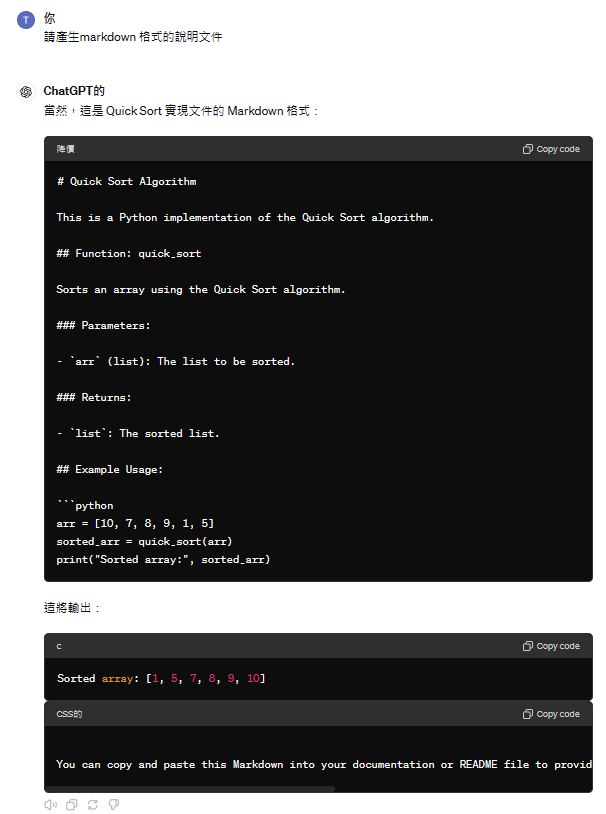 T
你
請產生markdown 格式的說明文件
ChatGPT的
當然，這是 Quick Sort 實現文件的 Markdown 格式：
降價
Copy code
# Quick Sort Algorithm
This is a Python implementation of the Quick Sort algorithm.
## Function: quick_sort
Sorts an array using the Quick Sort algorithm.
### Parameters:
- `arr` (list): The list to be sorted.
### Returns:
- `list`: The sorted list.
## Example Usage:
```python
arr = [10, 7, 8, 9, 1, 5]
sorted_arr = quick_sort(arr)
print("Sorted array:", sorted_arr)
這將輸出：
c
Copy code
Sorted array: [1, 5, 7, 8, 9, 10]
CSS的
Copy code
You can copy and paste this Markdown into your documentation or README file to provid